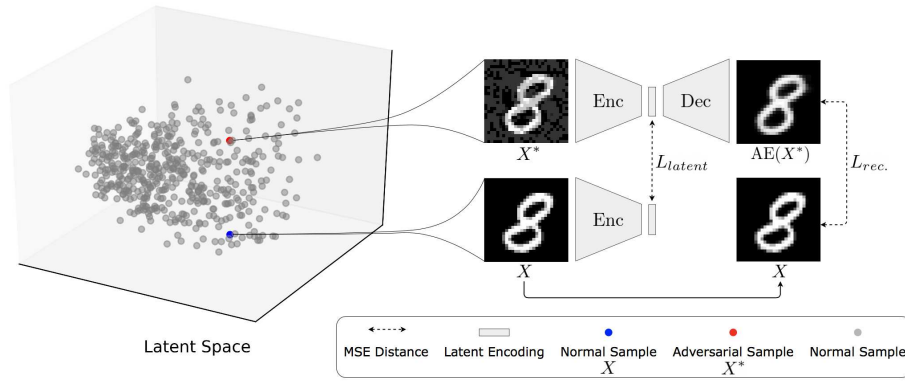 Enc
Dec
X*
AE(X*)
L_latent
L_rec.
Enc
X
X
Latent Space
MSE Distance
Latent Encoding
Normal Sample
X
Adversarial Sample
X*
Normal Sample